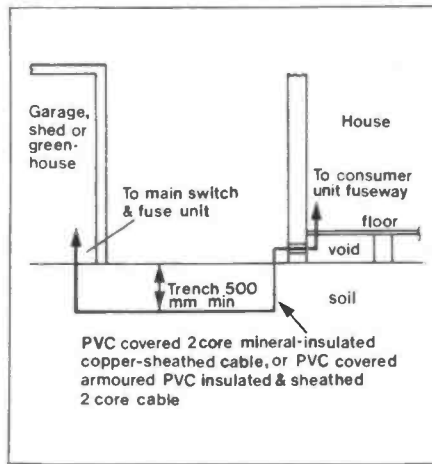 Garage,
shed or
green-
house
House
To main switch
& fuse unit
To consumer
unit fuseway
floor
void
Trench 500
mm min
soil
PVC covered 2core mineral-insulated
copper-sheathed cable, or PVC covered
armoured PVC insulated & sheathed
2 core cable